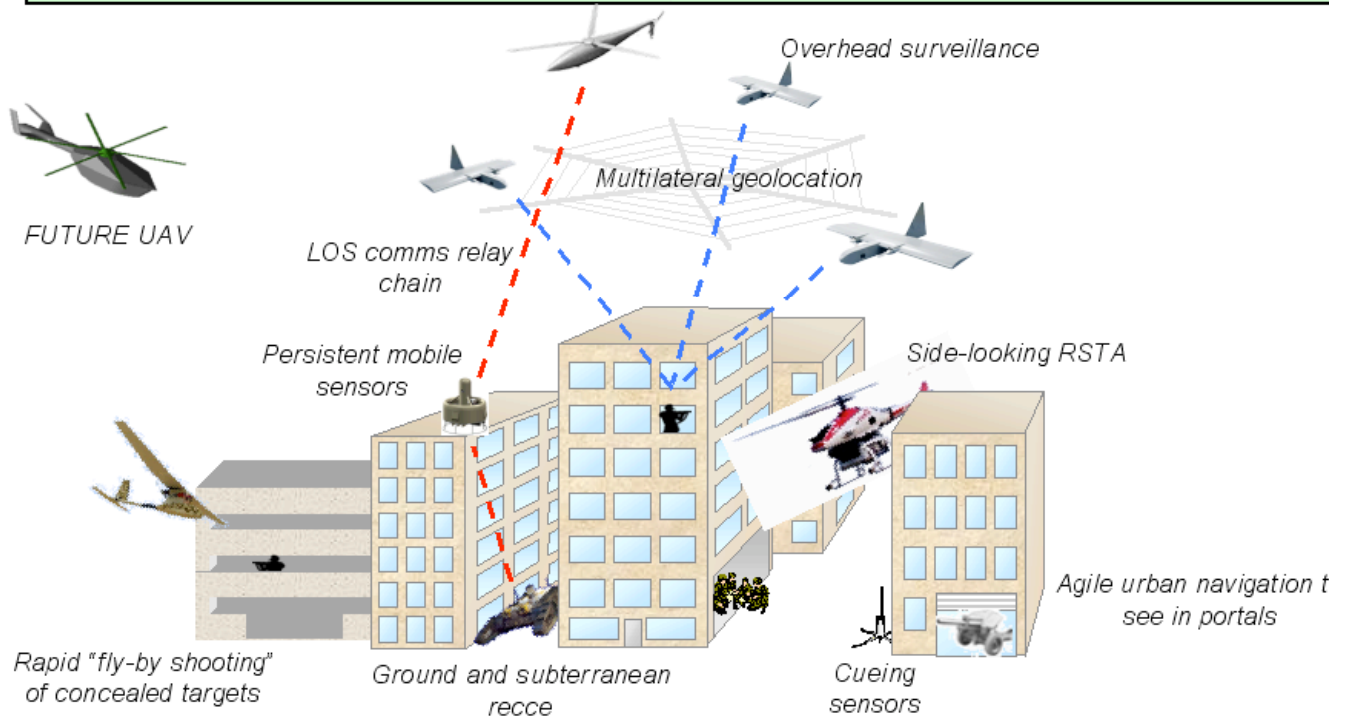 Overhead surveillance
Multilateral geolocation
FUTURE UAV
LOS comms relay
chain
Persistent mobile
sensors
Side-looking RSTA
Agile urban navigation t
see in portals
Rapid "fly-by shooting"
of concealed targets
Ground and subterranean
recce
Cueing
sensors